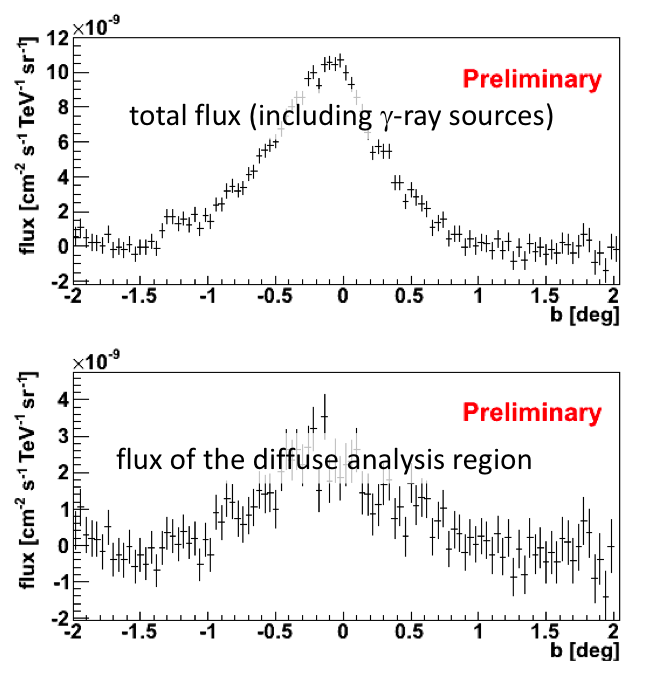 ×10⁻⁹
12
10
8
6
4
2
0
-2
flux [cm⁻² s⁻¹ TeV⁻¹ sr⁻¹]
Preliminary
total flux (including γ-ray sources)
-2 -1.5 -1 -0.5 0 0.5 1 1.5 2
b [deg]
×10⁻⁹
4
3
2
1
0
-1
-2
flux [cm⁻² s⁻¹ TeV⁻¹ sr⁻¹]
Preliminary
flux of the diffuse analysis region
-2 -1.5 -1 -0.5 0 0.5 1 1.5 2
b [deg]